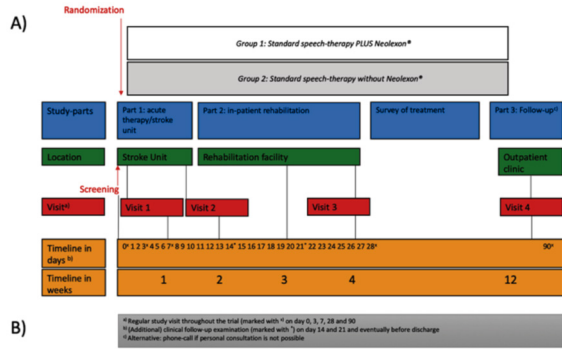 A)
Randomization
Group 1: Standard speech-therapy PLUS Neolexon®
Group 2: Standard speech-therapy without Neolexon®
Study-parts
Part 1: acute therapy/stroke unit
Part 2: in-patient rehabilitation
Survey of treatment
Part 3: Follow-up c)
Location
Stroke Unit
Rehabilitation facility
Outpatient clinic
Screening
Visit a)
Visit 1
Visit 2
Visit 3
Visit 4
Timeline in days b)
0ˣ 1 2 3ˣ 4 5 6 7ˣ 8 9 10 11 12 13 14* 15 16 17 18 19 20 21* 22 23 24 25 26 27 28ˣ
90ˣ
Timeline in weeks
1 2 3 4 12
B)
a) Regular study visit throughout the trial (marked with x) on day 0, 3, 7, 28 and 90
b) (Additional) clinical follow-up examination (marked with *) on day 14 and 21 and eventually before discharge
c) Alternative: phone-call if personal consultation is not possible